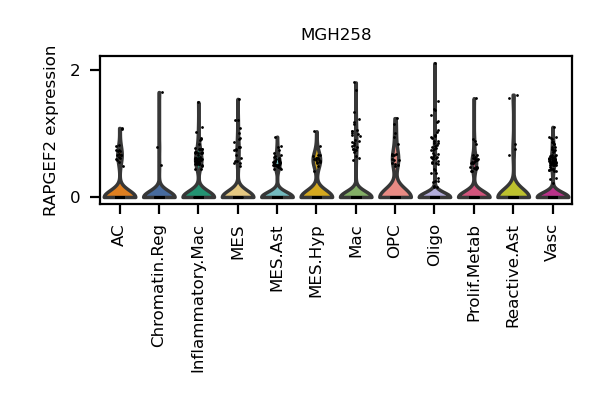 MGH258
RAPGEF2 expression
2
0
AC
Chromatin.Reg
Inflammatory.Mac
MES
MES.Ast
MES.Hyp
Mac
OPC
Oligo
Prolif.Metab
Reactive.Ast
Vasc